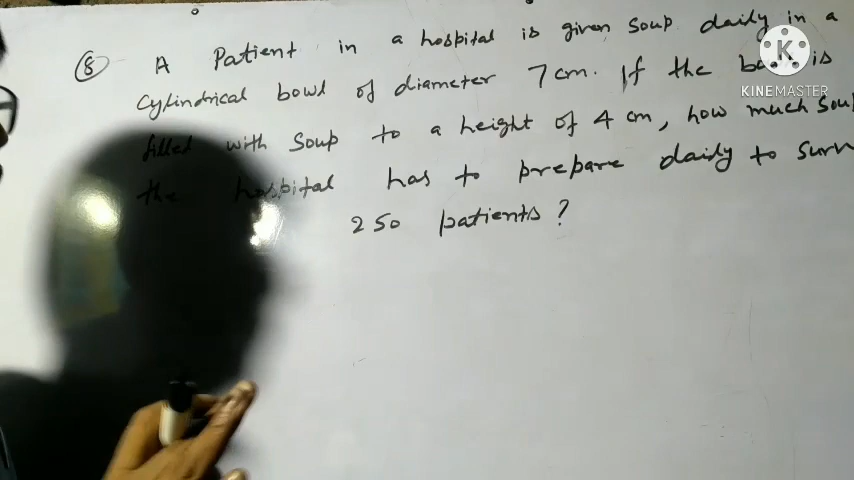 8 A Patient in a hospital is given soup daily in a
Cylindrical bowl of diameter 7 cm. If the is
filled with soup to a height of 4 cm, how much
the hospital has to prepare daily to
250 patients?
K
KINEMASTER